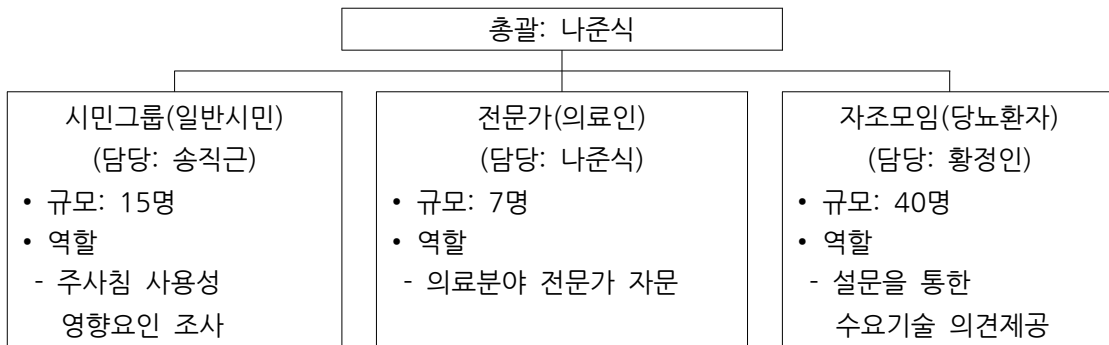 총괄: 나준식
시민그룹(일반시민)
(담당: 송직근)
• 규모: 15명
• 역할
- 주사침 사용성
영향요인 조사
전문가(의료인)
(담당: 나준식)
• 규모: 7명
• 역할
- 의료분야 전문가 자문
자조모임(당뇨환자)
(담당: 황정인)
• 규모: 40명
• 역할
- 설문을 통한
수요기술 의견제공